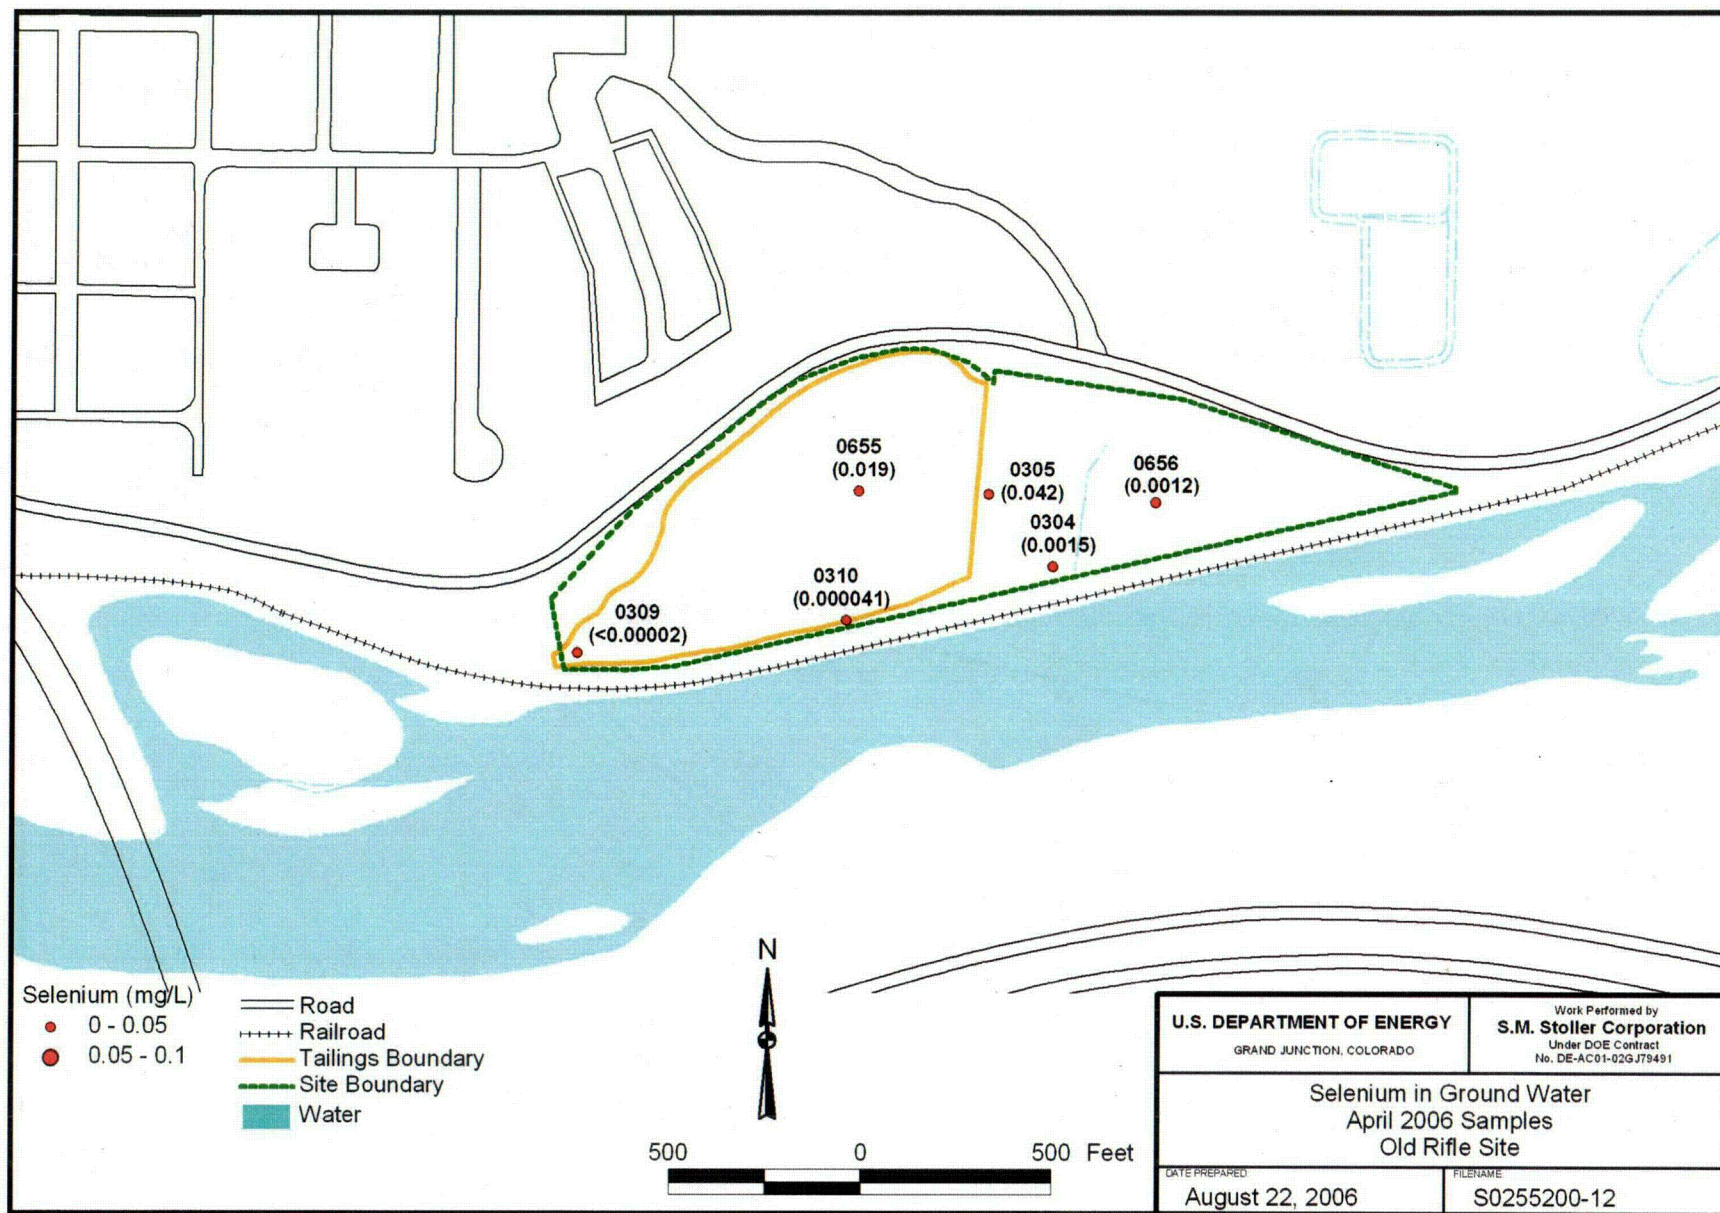 0655
(0.019)
0305
(0.042)
0656
(0.0012)
0304
(0.0015)
0310
(0.000041)
0309
(<0.00002)
N
Selenium (mg/L)
0 - 0.05
0.05 - 0.1
Road
Railroad
Tailings Boundary
Site Boundary
Water
500 0 500 Feet
U.S. DEPARTMENT OF ENERGY
GRAND JUNCTION, COLORADO
Work Performed by
S.M. Stoller Corporation
Under DOE Contract
No. DE-AC01-02GJ79491
Selenium in Ground Water
April 2006 Samples
Old Rifle Site
DATE PREPARED:
August 22, 2006
FILENAME:
S0255200-12